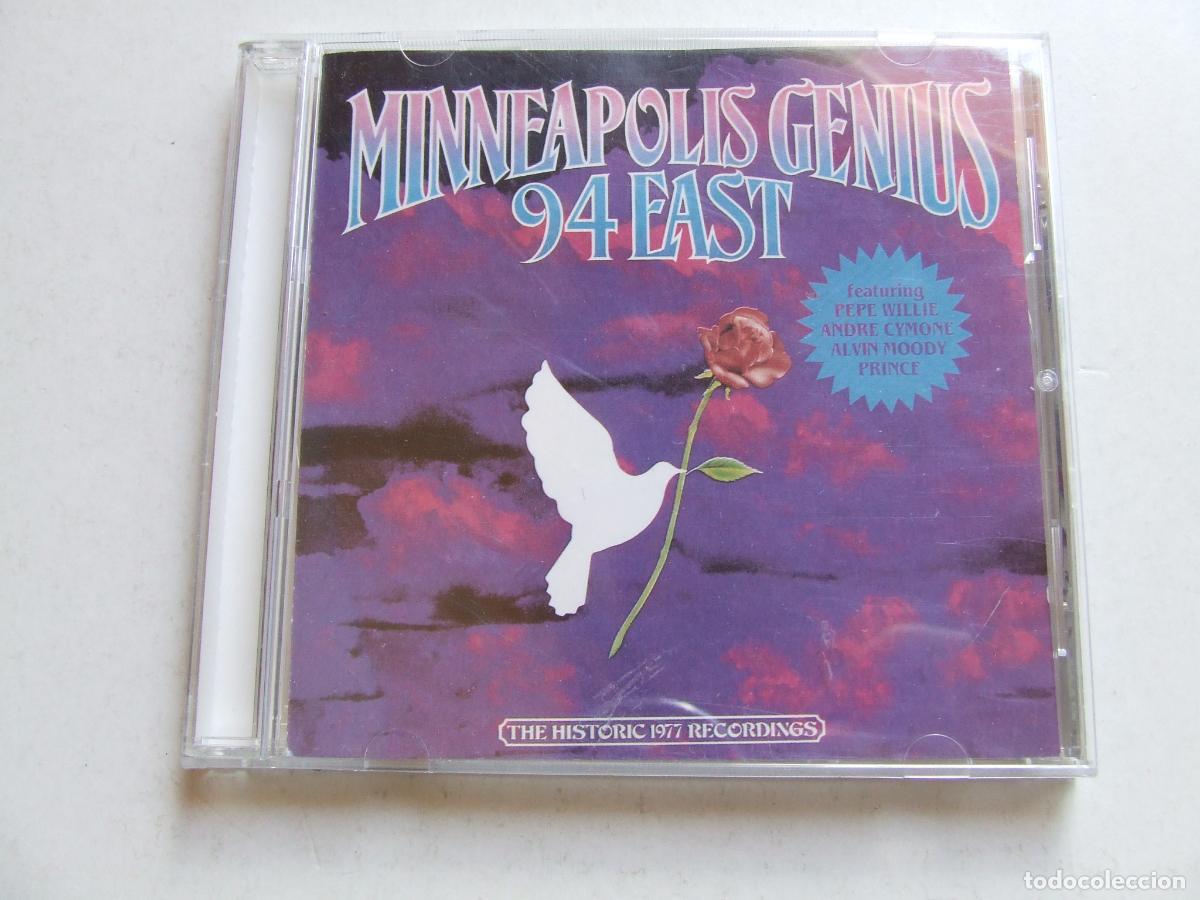 MINNEAPOLIS GENIUS
94 EAST
featuring
PEPE WILLIE
ANDRE CYMONE
ALVIN MOODY
PRINCE
THE HISTORIC 1977 RECORDINGS
todocoleccion